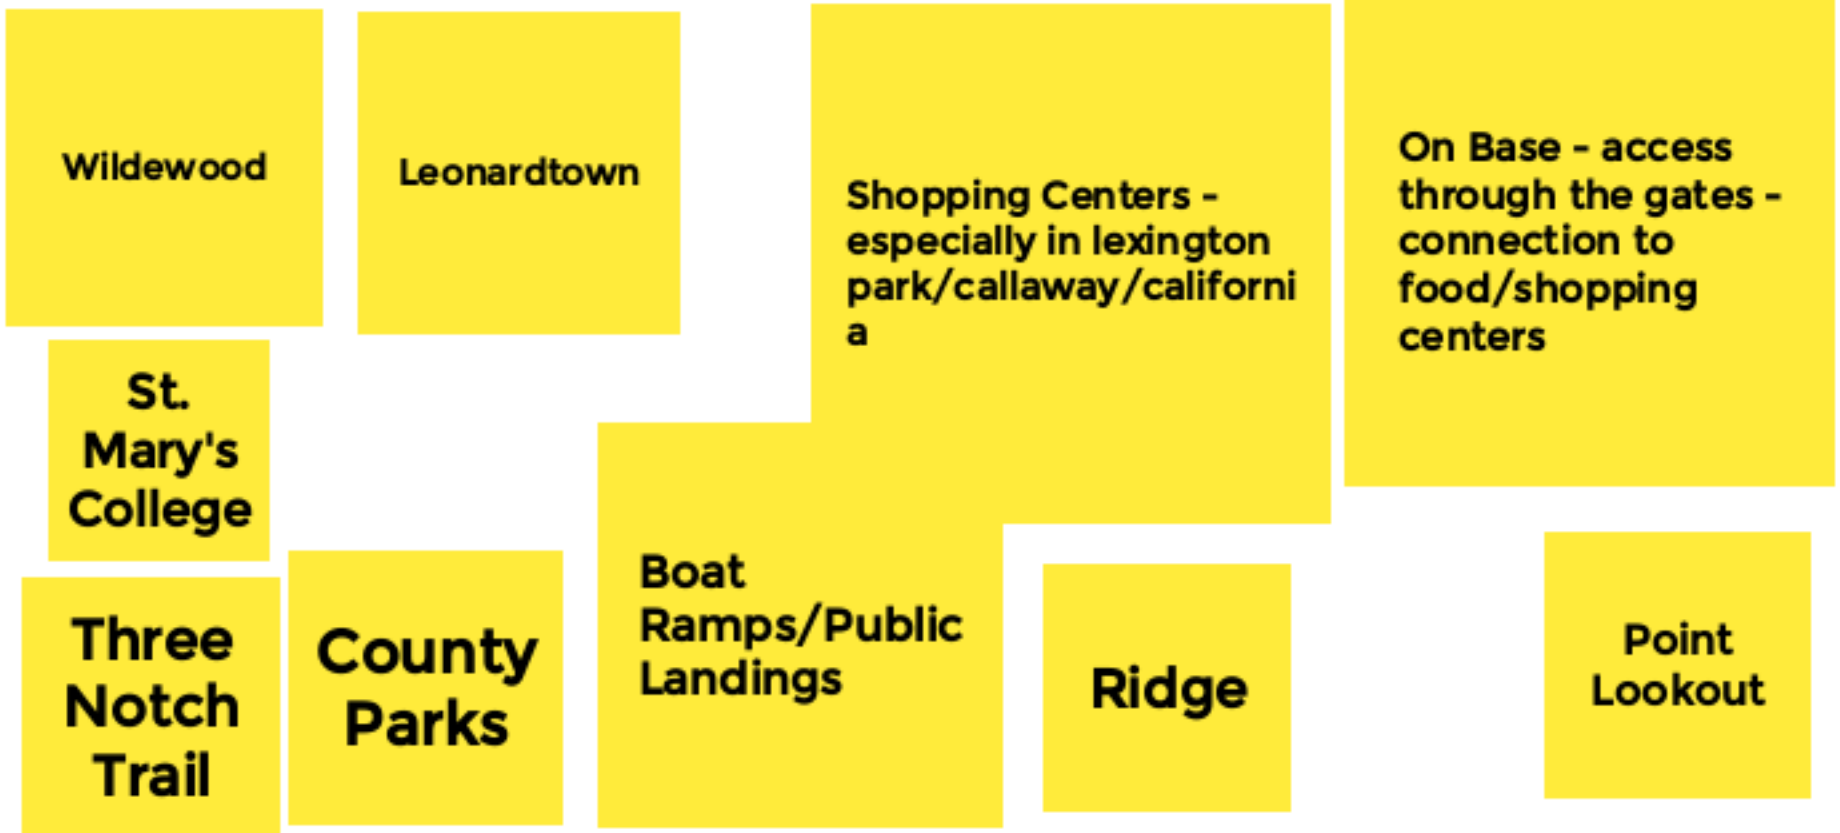 Wildewood
Leonardtown
Shopping Centers -
especially in lexington
park/callaway/californi
a
On Base - access
through the gates -
connection to
food/shopping
centers
St.
Mary's
College
Three
Notch
Trail
County
Parks
Boat
Ramps/Public
Landings
Ridge
Point
Lookout